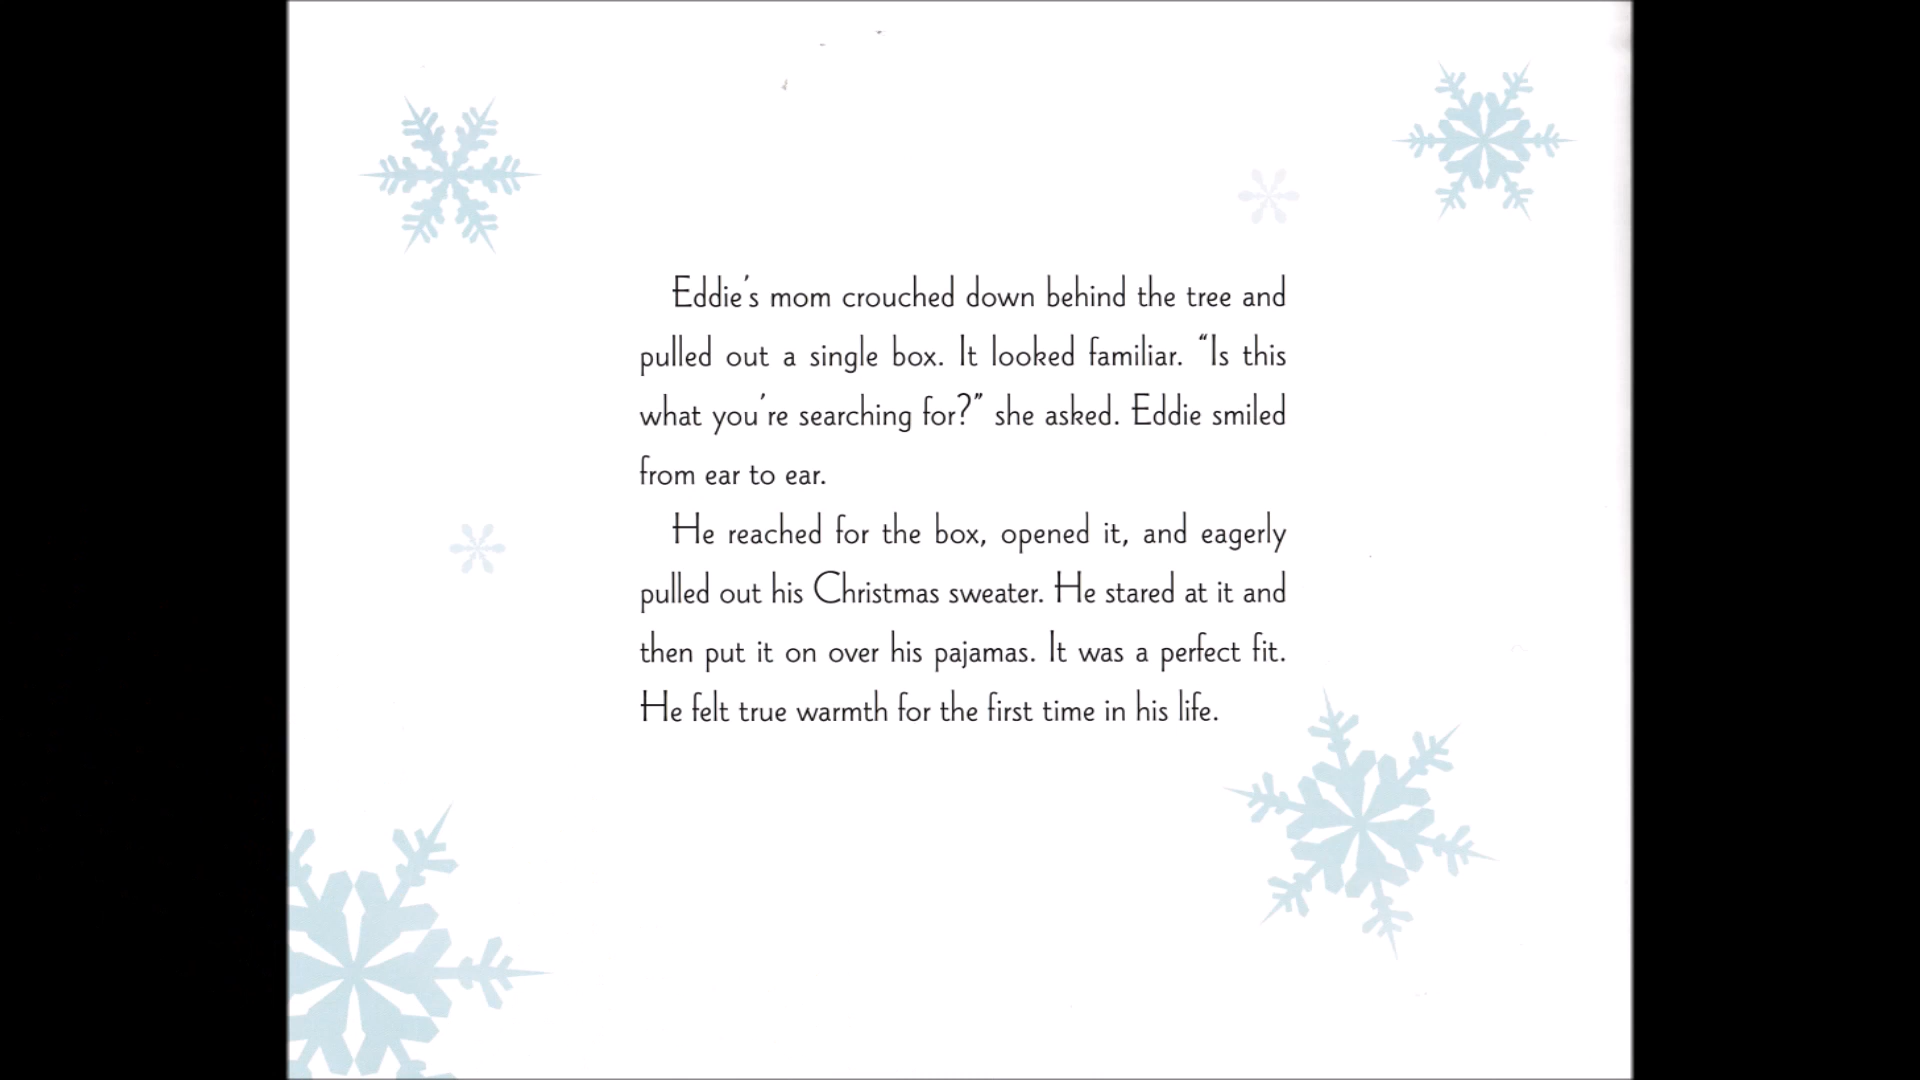 Eddie's mom crouched down behind the tree and
pulled out a single box. It looked familiar. “Is this
what you're searching for?” she asked. Eddie smiled
from ear to ear.
He reached for the box, opened it, and eagerly
pulled out his Christmas sweater. He stared at it and
then put it on over his pajamas. It was a perfect fit.
He felt true warmth for the first time in his life.